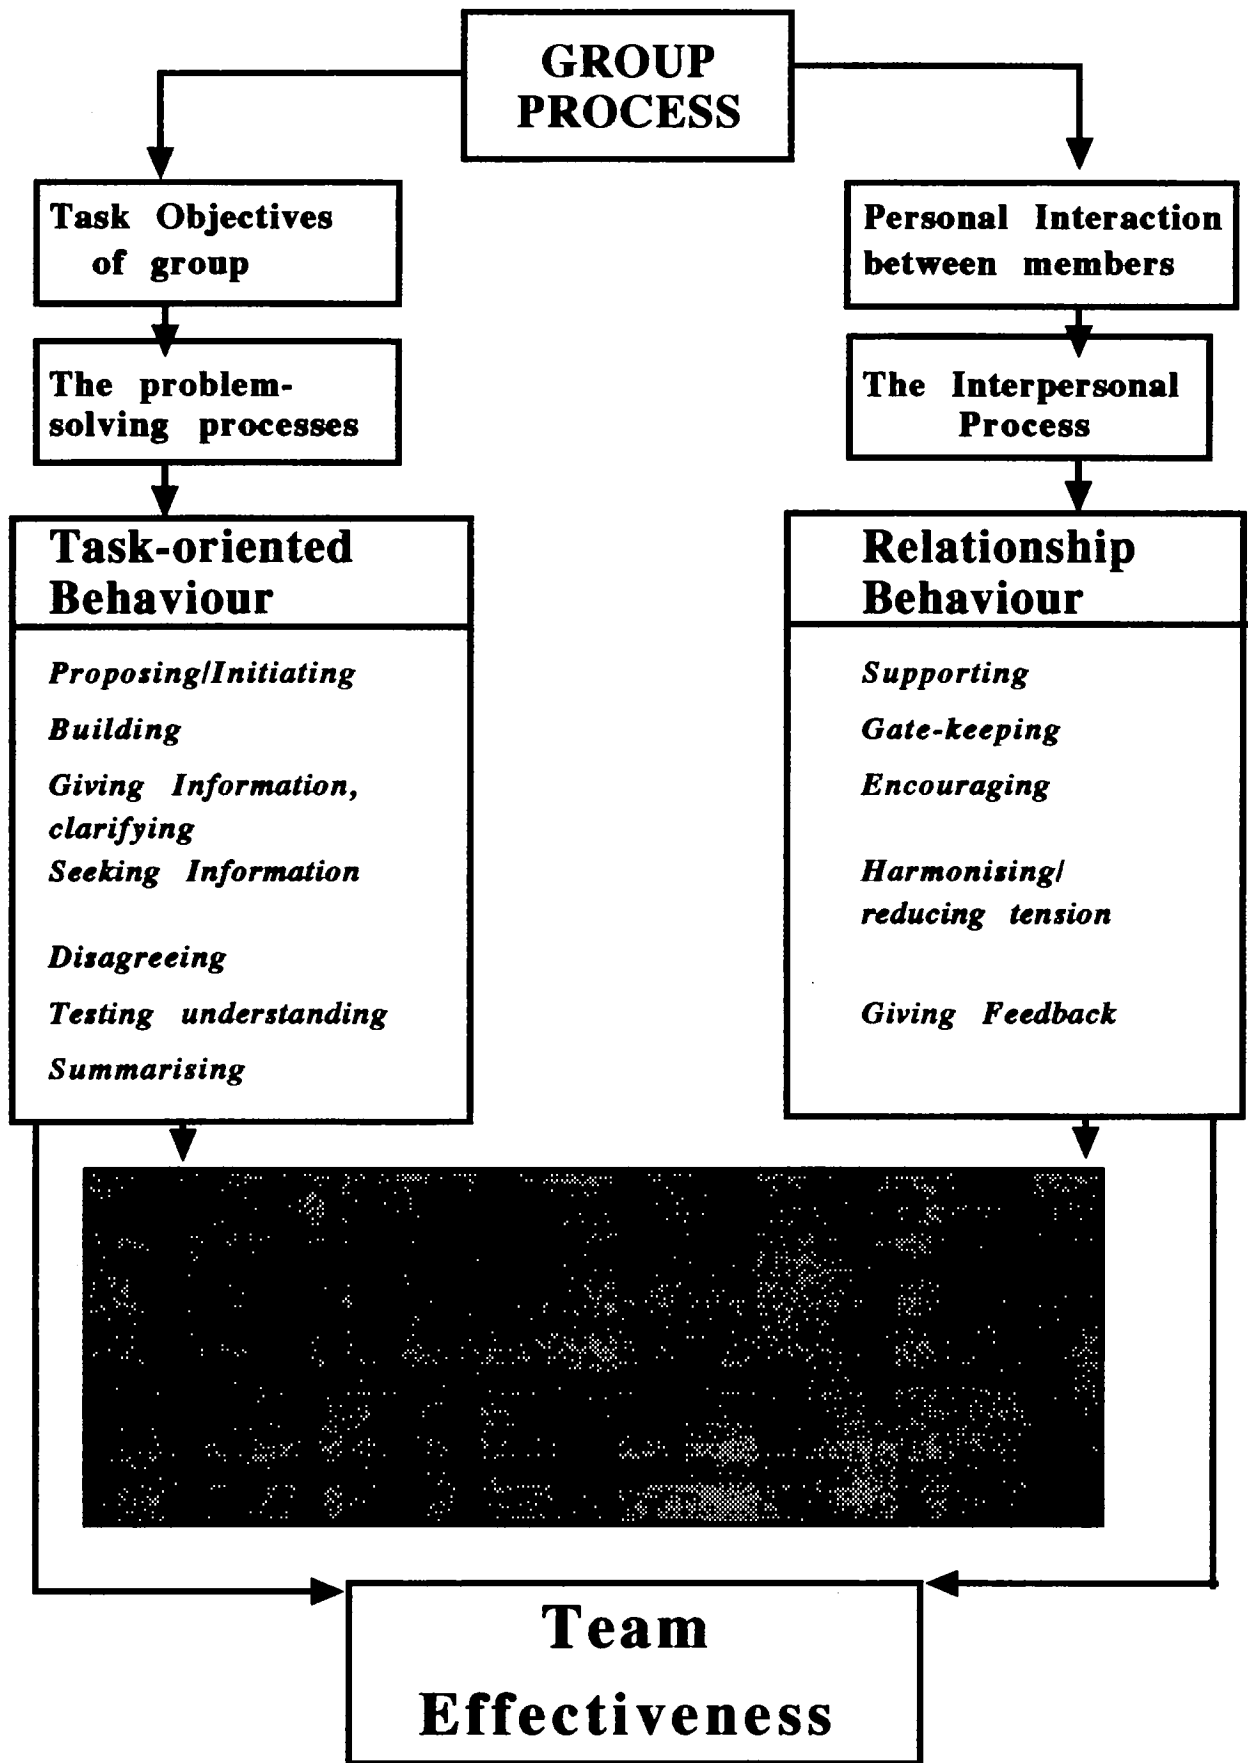 GROUP
PROCESS
Task Objectives
of group
The problem-
solving processes
Task-oriented
Behaviour
Proposing/Initiating
Building
Giving Information,
clarifying
Seeking Information
Disagreeing
Testing understanding
Summarising
Personal Interaction
between members
The Interpersonal
Process
Relationship
Behaviour
Supporting
Gate-keeping
Encouraging
Harmonising/
reducing tension
Giving Feedback
Team
Effectiveness